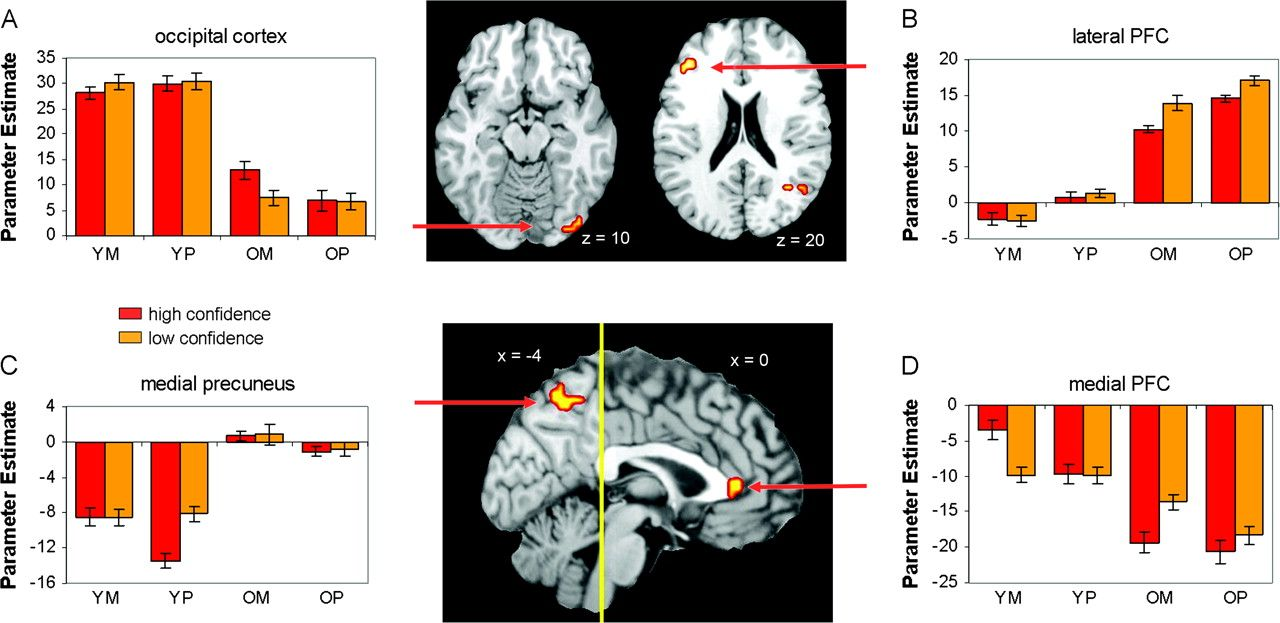 A
occipital cortex
Parameter Estimate
35
30
25
20
15
10
5
0
YM YP OM OP
z = 10
z = 20
B
lateral PFC
Parameter Estimate
20
15
10
5
0
-5
YM YP OM OP
high confidence
low confidence
C
medial precuneus
Parameter Estimate
4
0
-4
-8
-12
-16
YM YP OM OP
x = -4
x = 0
D
medial PFC
Parameter Estimate
0
-5
-10
-15
-20
-25
YM YP OM OP